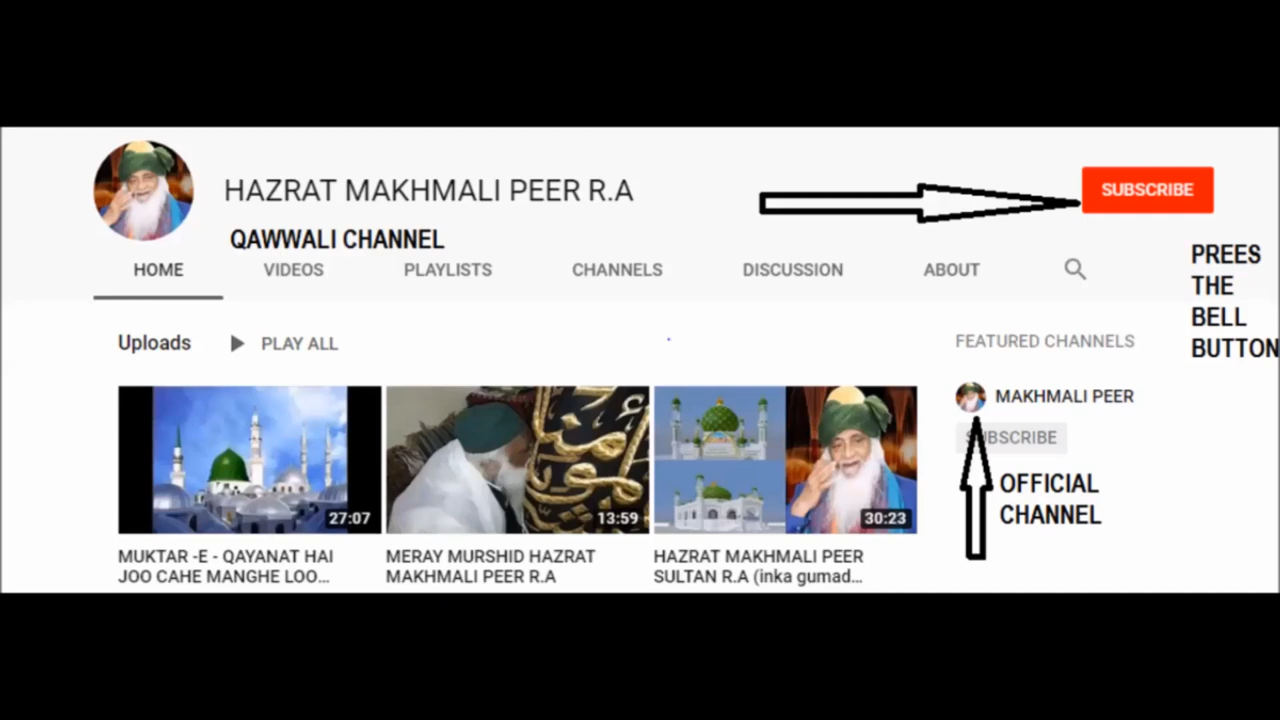 HAZRAT MAKHMALI PEER R.A
SUBSCRIBE
QAWWALI CHANNEL
HOME VIDEOS PLAYLISTS CHANNELS DISCUSSION ABOUT
PREES
THE
BELL
BUTTON
Uploads PLAY ALL
FEATURED CHANNELS
27:07
MUKTAR -E - QAYANAT HAI
JOO CAHE MANGHE LOO...
13:59
MERAY MURSHID HAZRAT
MAKHMALI PEER R.A
30:23
HAZRAT MAKHMALI PEER
SULTAN R.A (inka gumad...
MAKHMALI PEER
SUBSCRIBE
OFFICIAL
CHANNEL